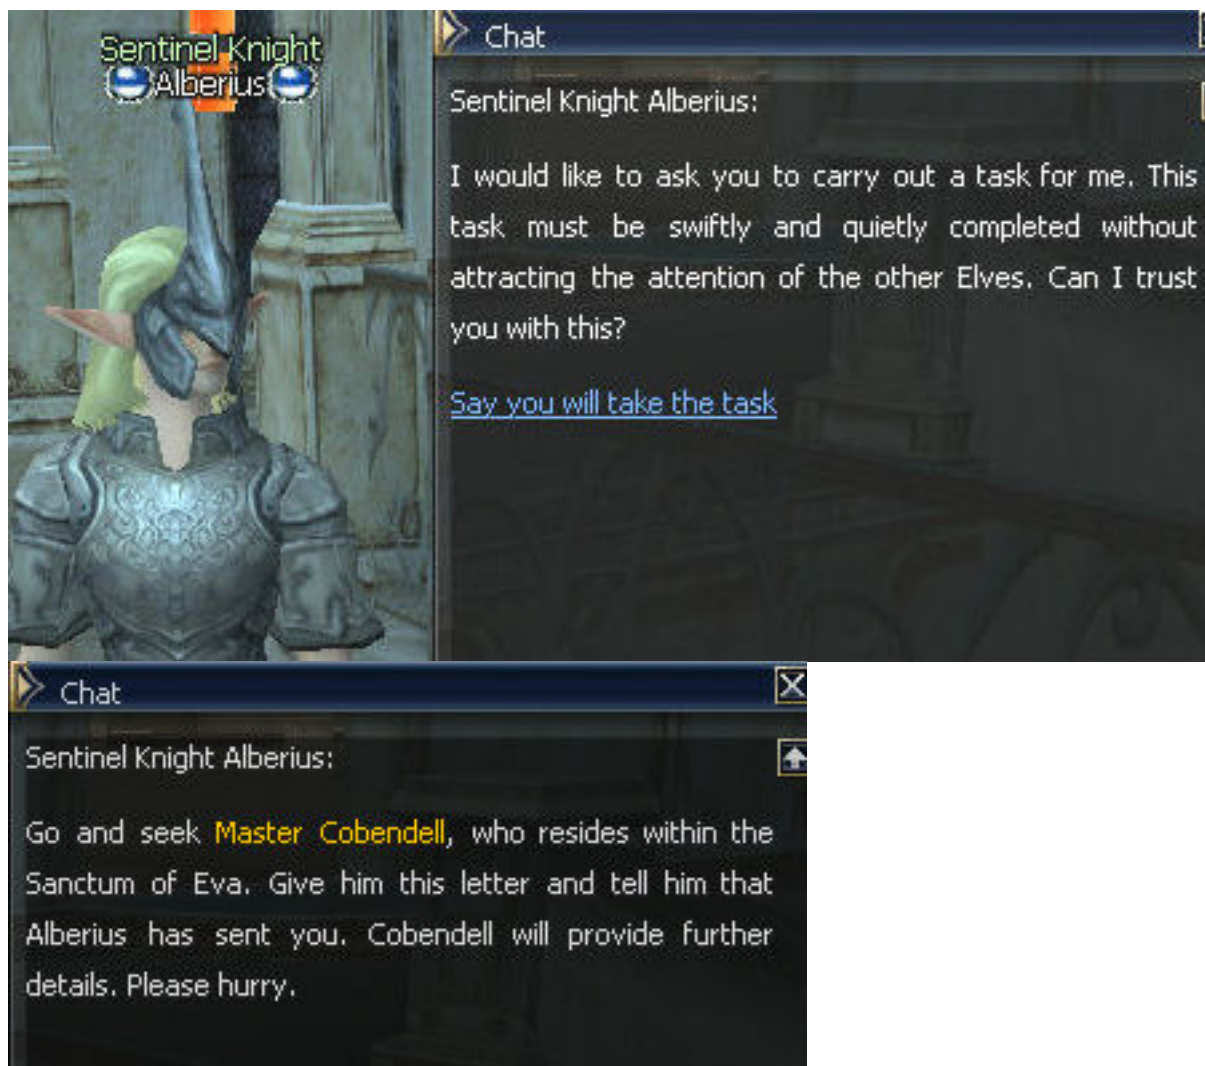 Sentinel Knight
Alberius
Chat
Sentinel Knight Alberius:
I would like to ask you to carry out a task for me. This
task must be swiftly and quietly completed without
attracting the attention of the other Elves. Can I trust
you with this?
Say you will take the task
Chat
Sentinel Knight Alberius:
Go and seek Master Cobendell, who resides within the
Sanctum of Eva. Give him this letter and tell him that
Alberius has sent you. Cobendell will provide further
details. Please hurry.